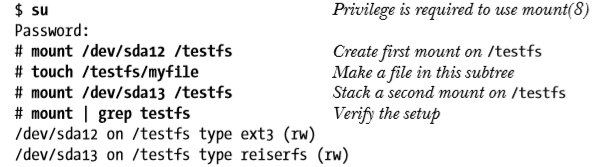 $ su Privilege is required to use mount(8)
Password:
# mount /dev/sda12 /testfs Create first mount on /testfs
# touch /testfs/myfile Make a file in this subtree
# mount /dev/sda13 /testfs Stack a second mount on /testfs
# mount | grep testfs Verify the setup
/dev/sda12 on /testfs type ext3 (rw)
/dev/sda13 on /testfs type reiserfs (rw)